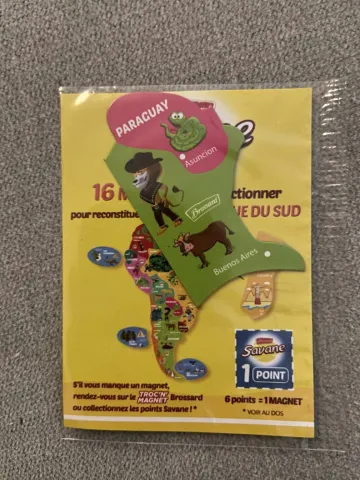 PARAGUAY
Asuncion
16 M ctionner
pour reconstitue UE DU SUD
Brossard
Buenos Aires
Brossard
Savane
1 POINT
S'il vous manque un magnet,
rendez-vous sur le TROC'N' MAGNET Brossard
ou collectionnez les points Savane ! *
6 points = 1 MAGNET
* VOIR AU DOS